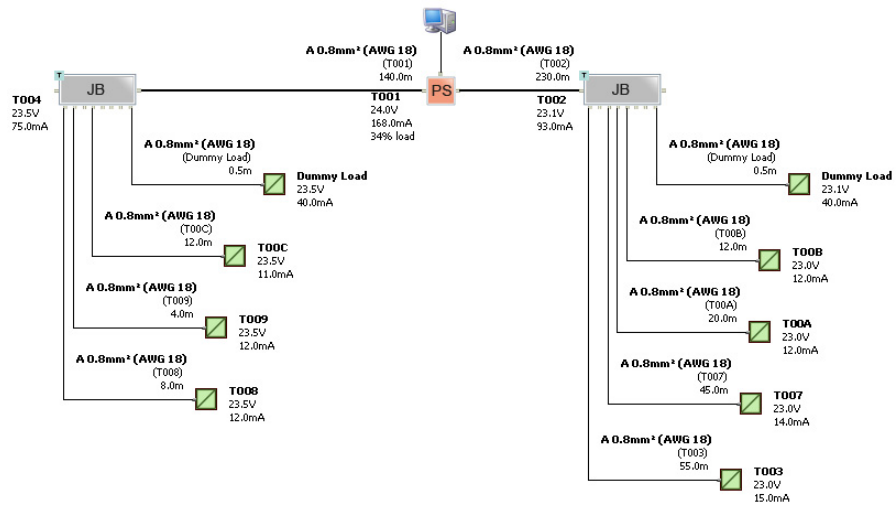 A 0.8mm² (AWG 18)
(T001)
140.0m
A 0.8mm² (AWG 18)
(T002)
230.0m
T
JB
PS
T
JB
T004
23.5V
75.0mA
T001
24.0V
168.0mA
34% load
T002
23.1V
93.0mA
A 0.8mm² (AWG 18)
(Dummy Load)
0.5m
Dummy Load
23.5V
40.0mA
A 0.8mm² (AWG 18)
(T00C)
12.0m
T00C
23.5V
11.0mA
A 0.8mm² (AWG 18)
(T009)
4.0m
T009
23.5V
12.0mA
A 0.8mm² (AWG 18)
(T008)
8.0m
T008
23.5V
12.0mA
A 0.8mm² (AWG 18)
(Dummy Load)
0.5m
Dummy Load
23.1V
40.0mA
A 0.8mm² (AWG 18)
(T00B)
12.0m
T00B
23.0V
12.0mA
A 0.8mm² (AWG 18)
(T00A)
20.0m
T00A
23.0V
12.0mA
A 0.8mm² (AWG 18)
(T007)
45.0m
T007
23.0V
14.0mA
A 0.8mm² (AWG 18)
(T003)
55.0m
T003
23.0V
15.0mA